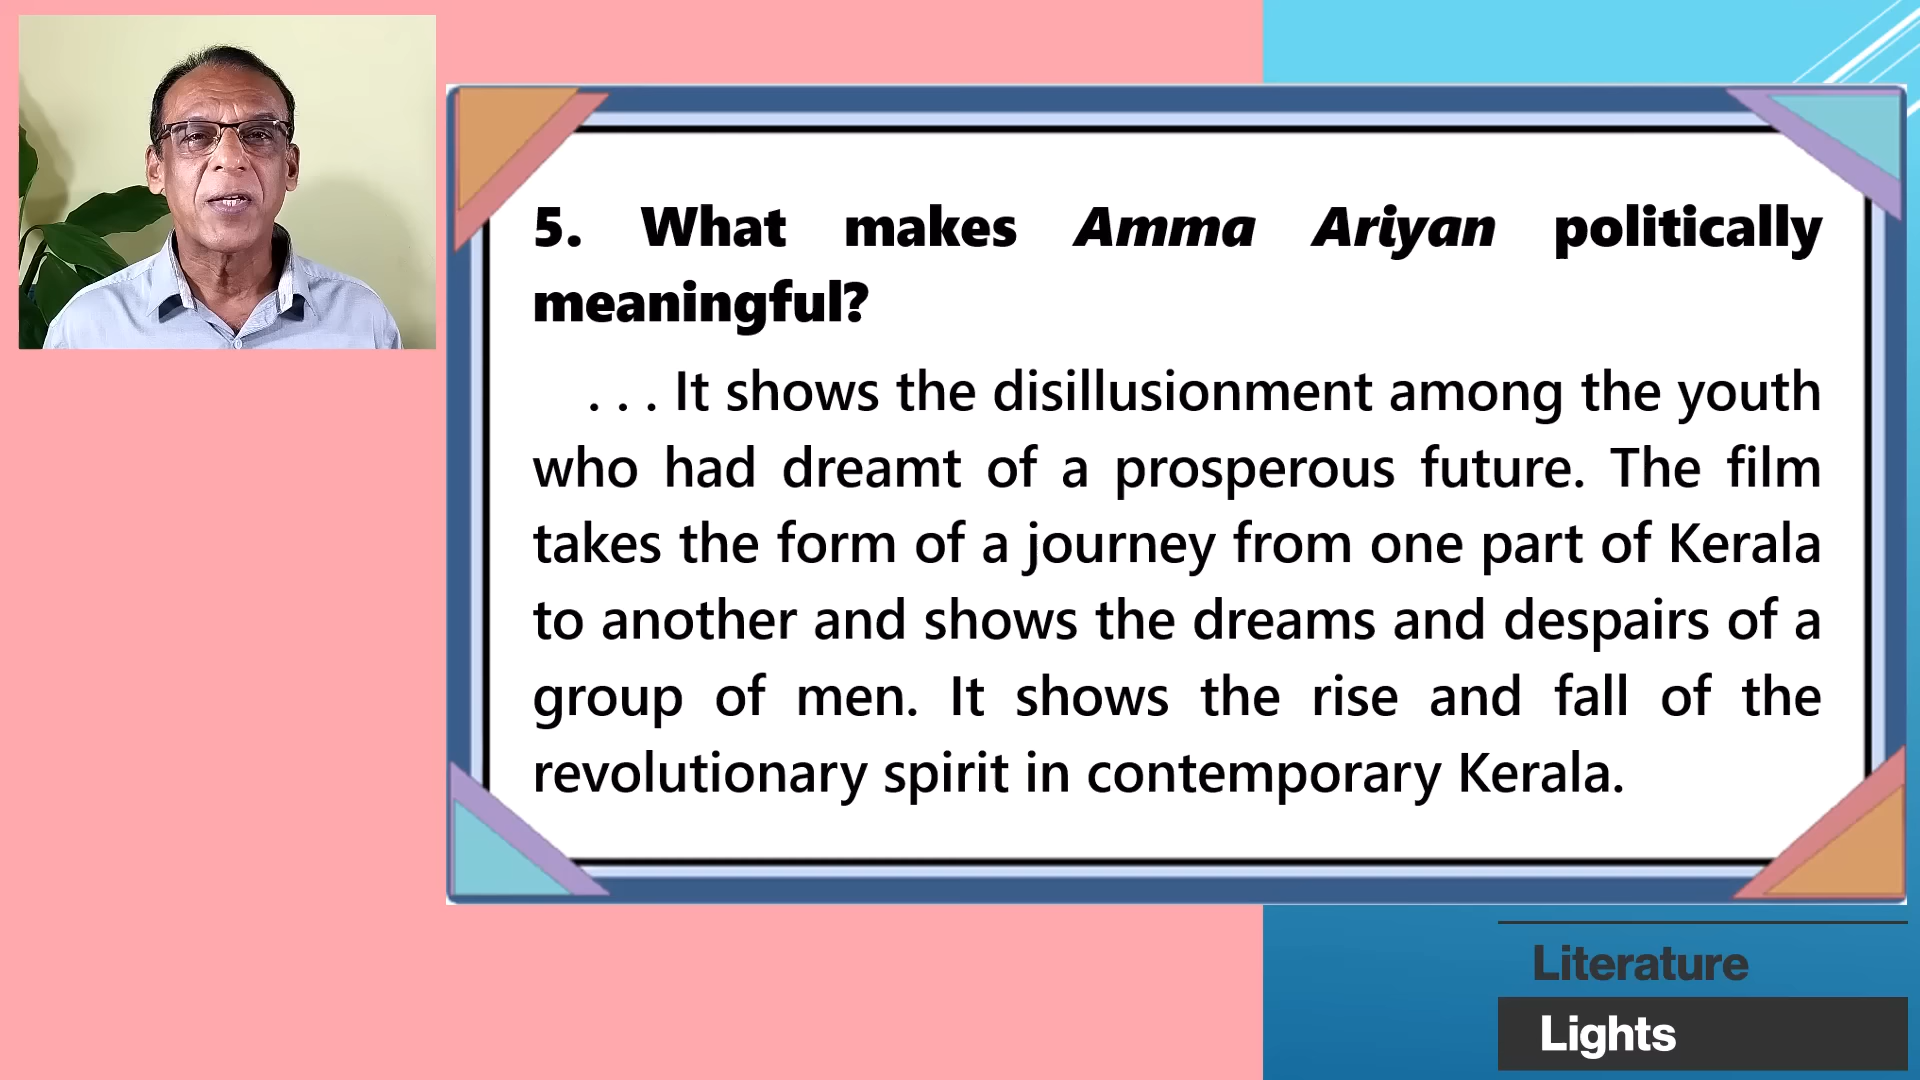 5. What makes Amma Ariyan politically
meaningful?
. . . It shows the disillusionment among the youth
who had dreamt of a prosperous future. The film
takes the form of a journey from one part of Kerala
to another and shows the dreams and despairs of a
group of men. It shows the rise and fall of the
revolutionary spirit in contemporary Kerala.
Literature
Lights